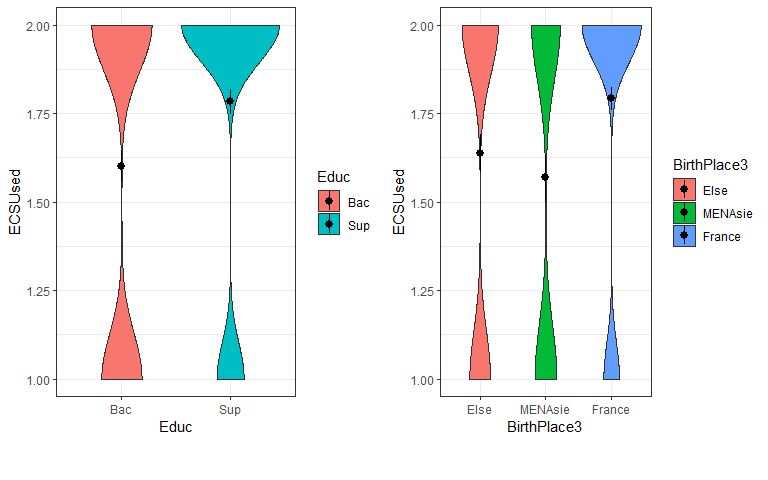 2.00
1.75
1.50
1.25
1.00
ECSUsed
Bac
Sup
Educ
Educ
Bac
Sup
2.00
1.75
1.50
1.25
1.00
ECSUsed
Else
MENAsie
France
BirthPlace3
BirthPlace3
Else
MENAsie
France